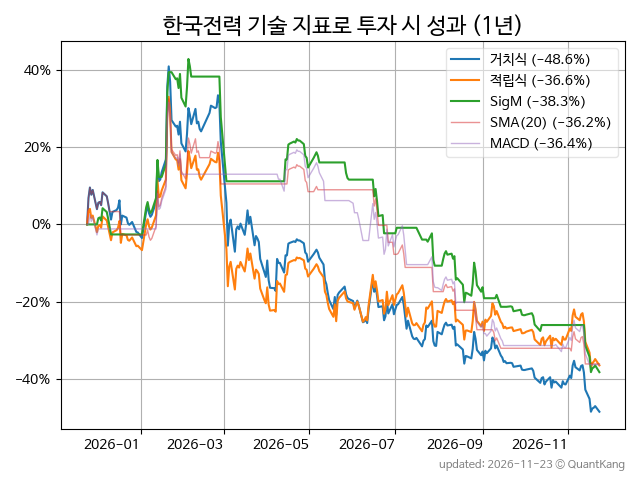 한국전력 기술 지표로 투자 시 성과 (1년)
거치식 (−48.6%)
적립식 (−36.6%)
SigM (−38.3%)
SMA(20) (−36.2%)
MACD (−36.4%)
40%
20%
0%
−20%
−40%
2026-01 2026-03 2026-05 2026-07 2026-09 2026-11
updated: 2026-11-23 ⓒ QuantKang